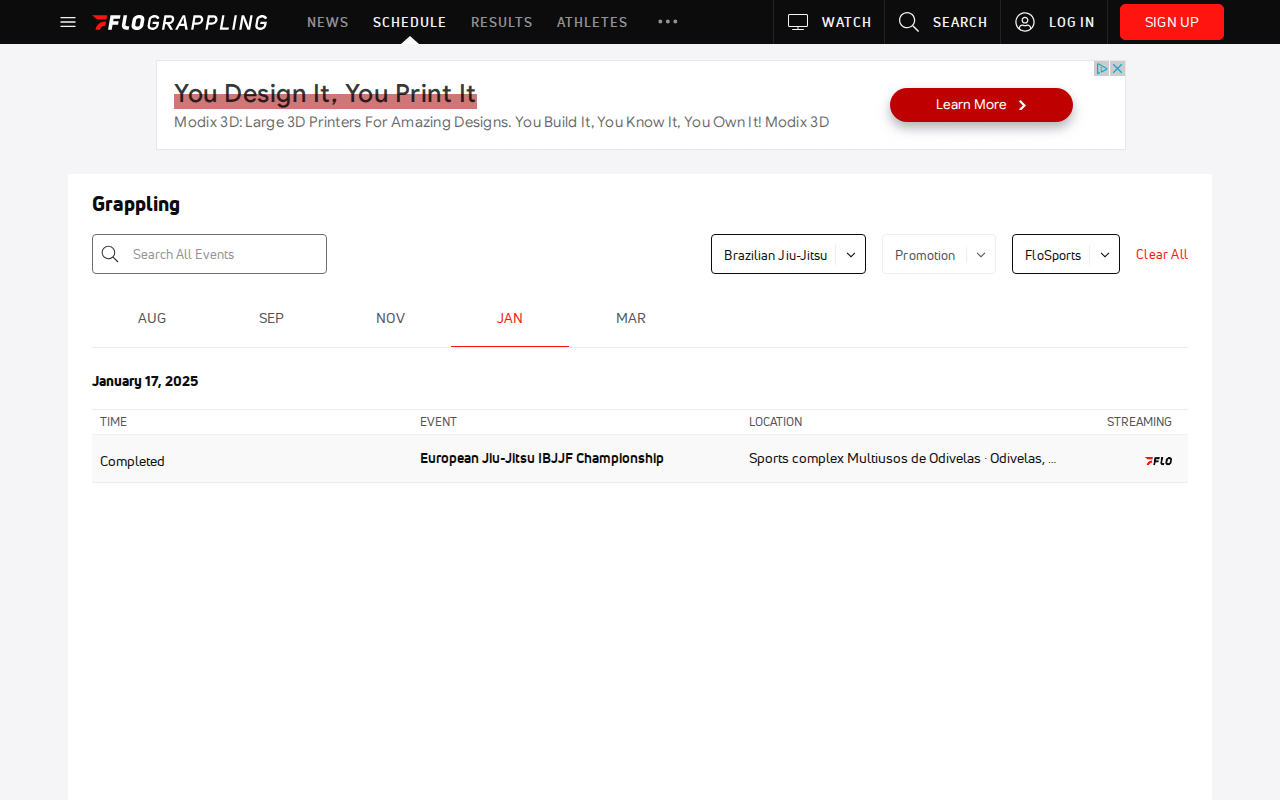 FLOGRAPPLING NEWS SCHEDULE RESULTS ATHLETES ••• WATCH SEARCH LOG IN SIGN UP
You Design It, You Print It
Modix 3D: Large 3D Printers For Amazing Designs. You Build It, You Know It, You Own It! Modix 3D
Learn More
Grappling
Search All Events
Brazilian Jiu-Jitsu Promotion FloSports Clear All
AUG SEP NOV JAN MAR
January 17, 2025
TIME EVENT LOCATION STREAMING
Completed European Jiu-Jitsu IBJJF Championship Sports complex Multiusos de Odivelas · Odivelas, ... FLO